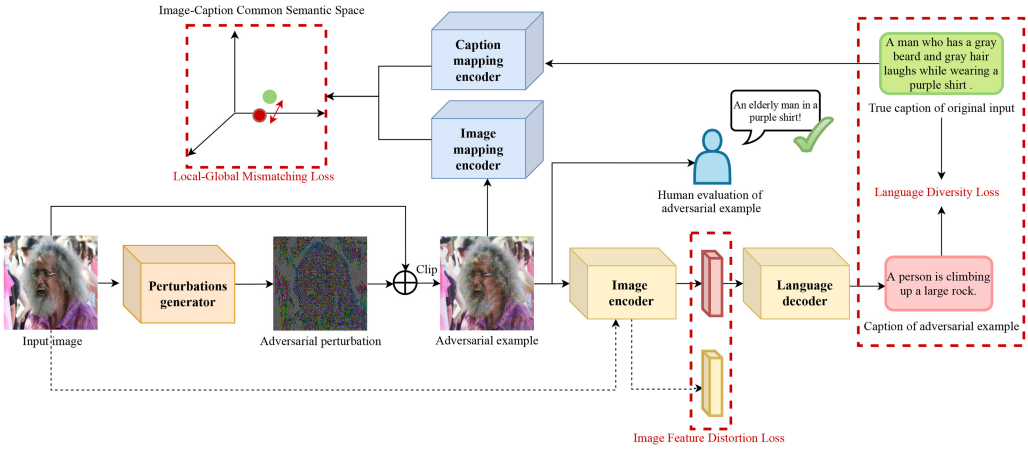 Image-Caption Common Semantic Space
Caption
mapping
encoder
A man who has a gray
beard and gray hair
laughs while wearing a
purple shirt .
True caption of original input
An elderly man in a
purple shirt!
Image
mapping
encoder
Local-Global Mismatching Loss
Human evaluation of
adversarial example
Language Diversity Loss
Perturbations
generator
Clip
Image
encoder
Language
decoder
A person is climbing
up a large rock.
Caption of adversarial example
Input image
Adversarial perturbation
Adversarial example
Image Feature Distortion Loss